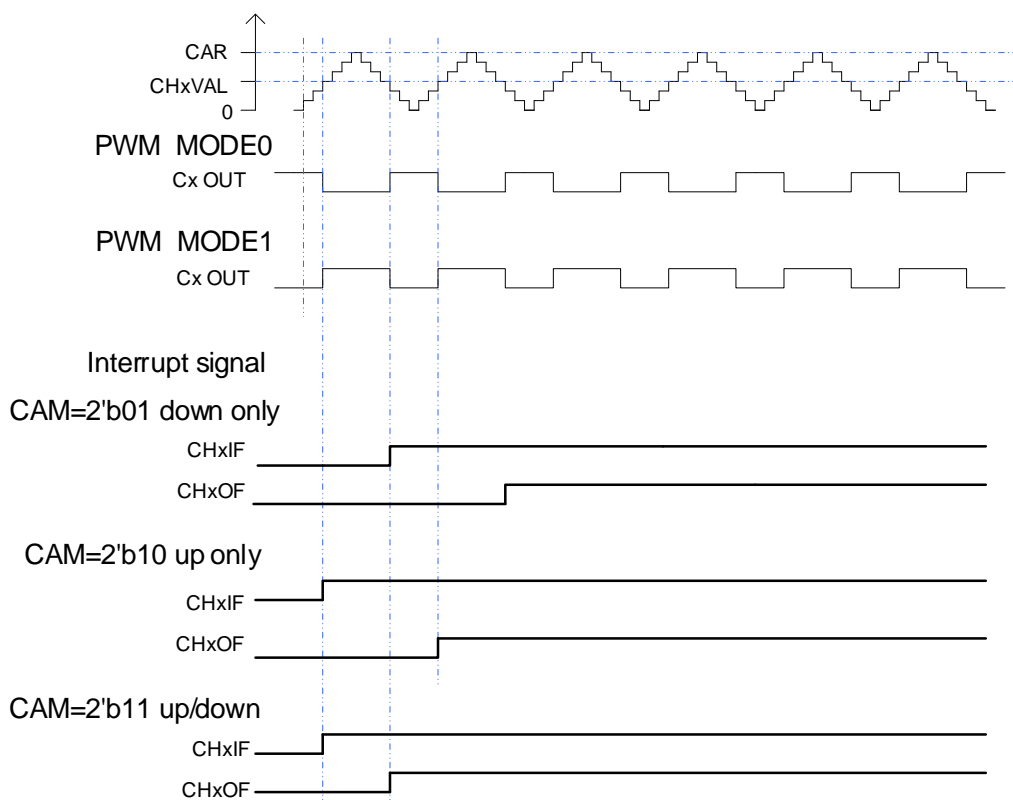 CAR
CHxVAL
0
PWM MODE0
Cx OUT
PWM MODE1
Cx OUT
Interrupt signal
CAM=2'b01 down only
CHxIF
CHxOF
CAM=2'b10 up only
CHxIF
CHxOF
CAM=2'b11 up/down
CHxIF
CHxOF